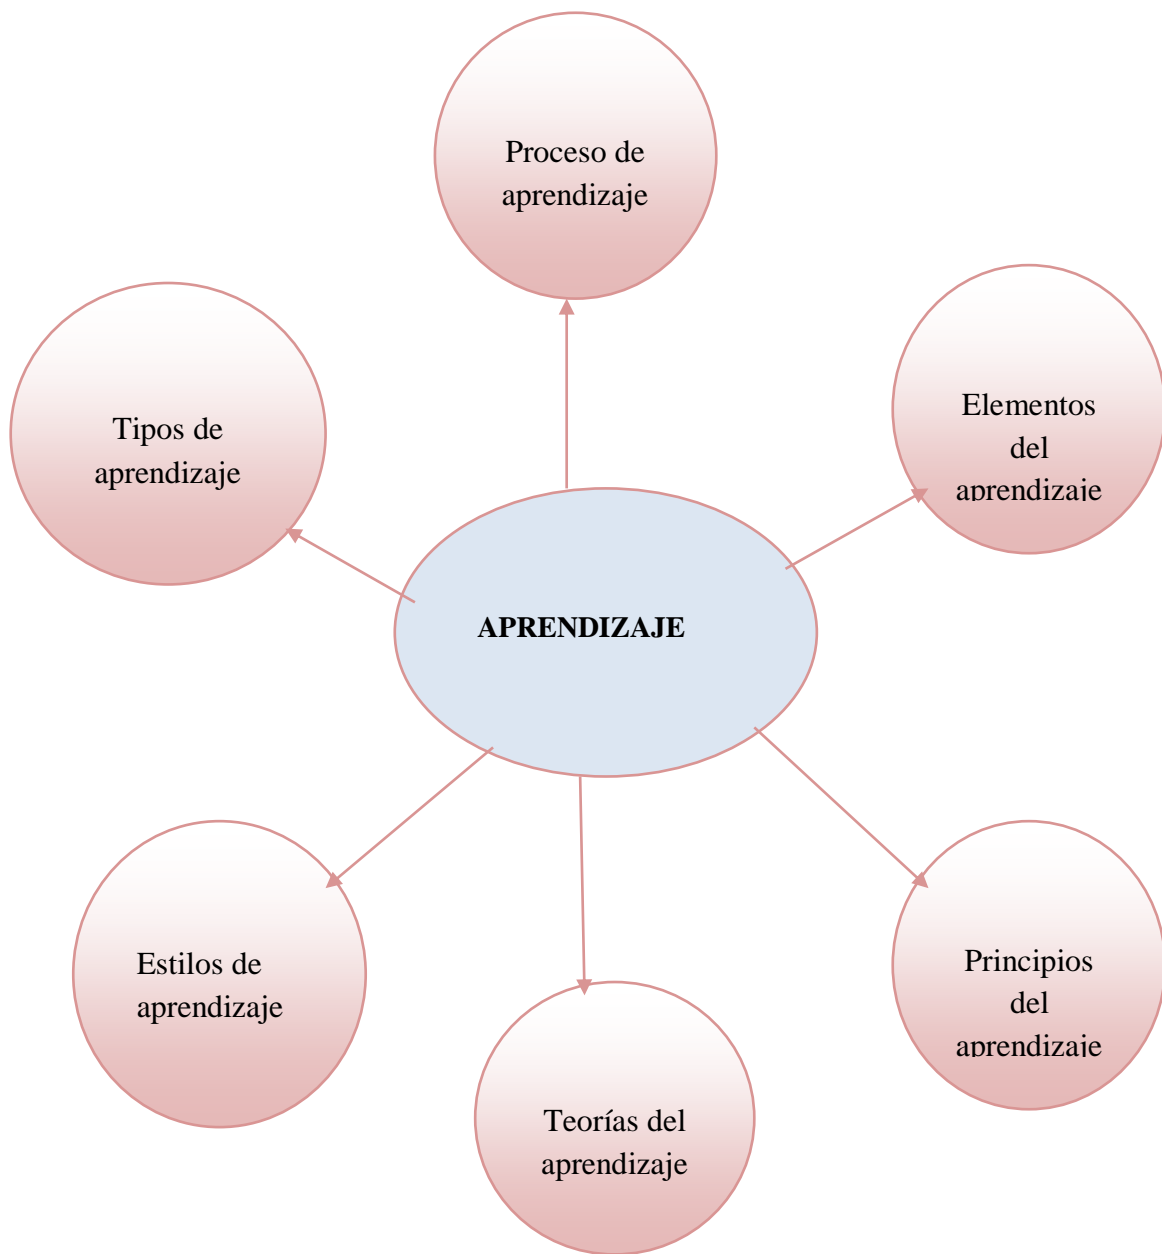 Proceso de
aprendizaje
Elementos
del
aprendizaje
Tipos de
aprendizaje
APRENDIZAJE
Estilos de
aprendizaje
Principios
del
aprendizaje
Teorías del
aprendizaje